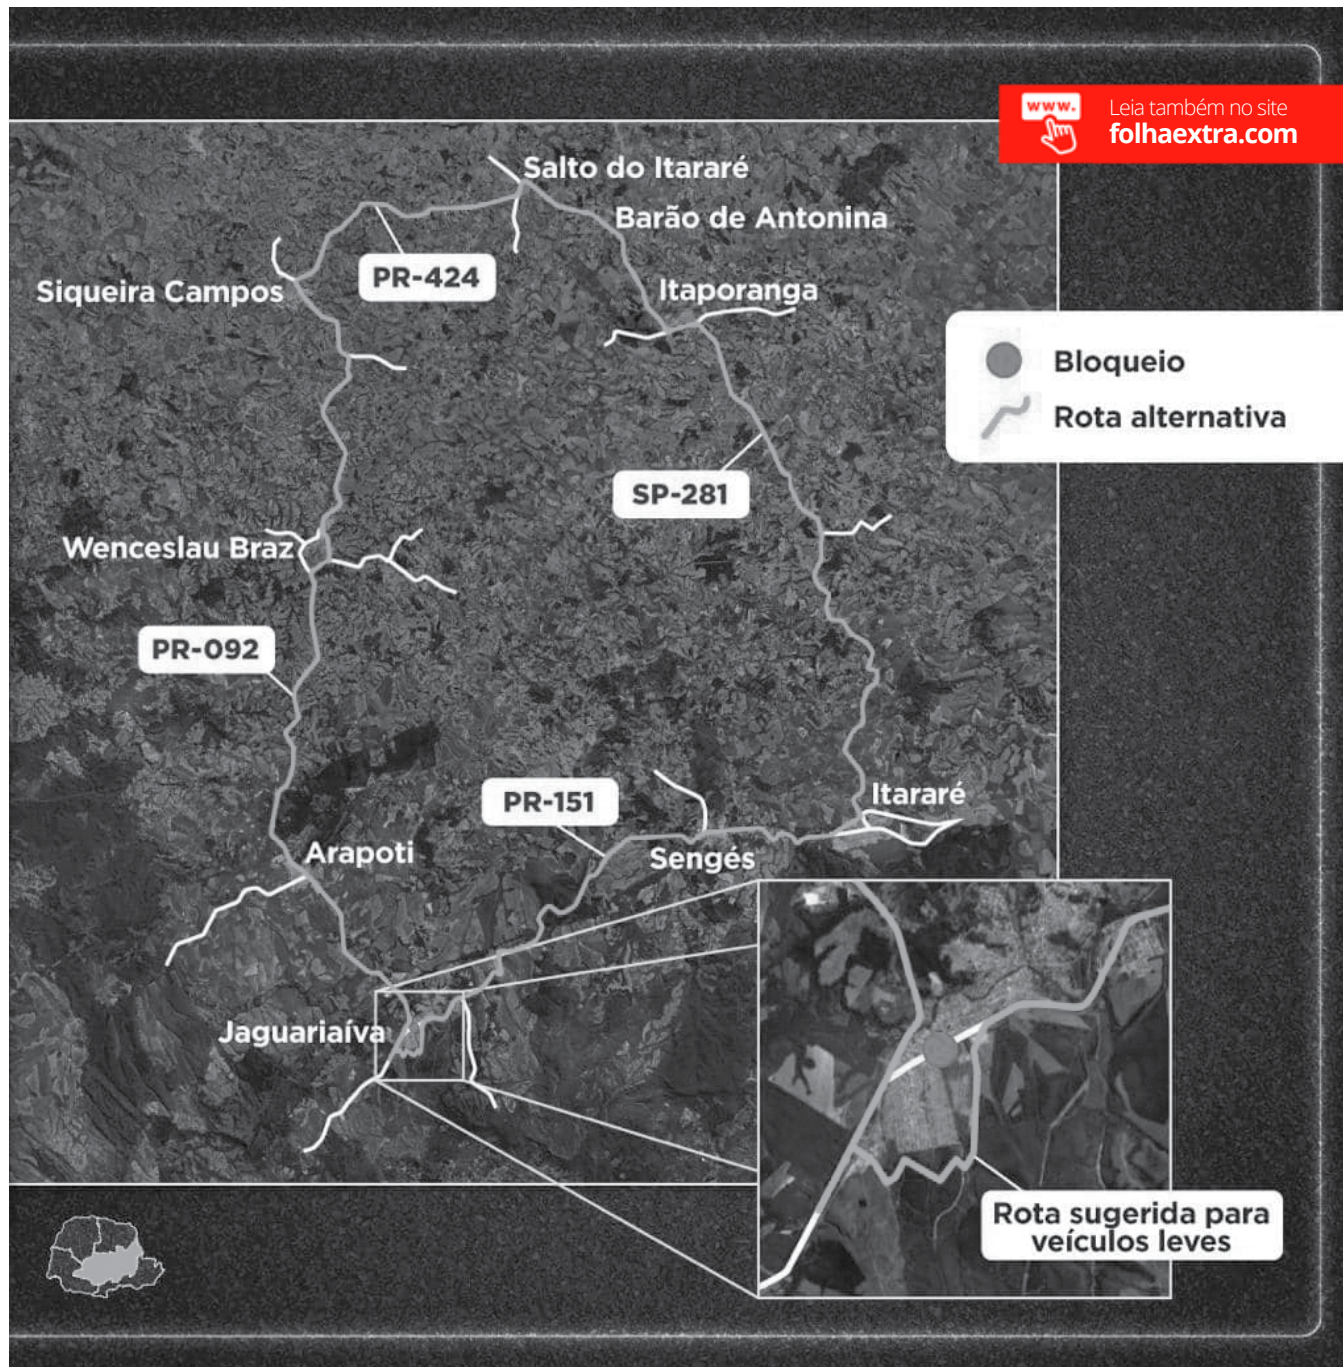 www.
Leia também no site
folhaextra.com
Salto do Itararé
Barão de Antonina
PR-424
Siqueira Campos
Itaporanga
Bloqueio
Rota alternativa
SP-281
Wenceslau Braz
PR-092
PR-151
Itararé
Arapoti
Sengés
Jaguariaíva
Rota sugerida para
veículos leves